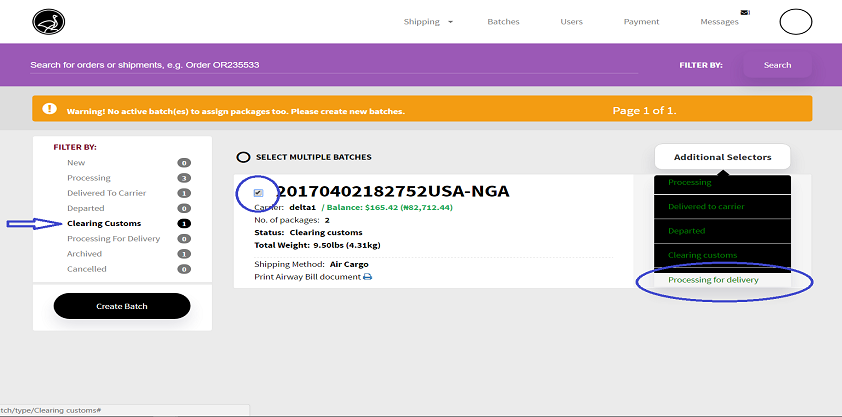 Shipping
Batches
Users
Payment
Messages
Search for orders or shipments, e.g. Order OR235533
FILTER BY:
Search
Warning! No active batch(es) to assign packages too. Please create new batches.
Page 1 of 1.
FILTER BY:
New 0
Processing 3
Delivered To Carrier 1
Departed 0
Clearing Customs 1
Processing For Delivery 0
Archived 1
Cancelled 0
Create Batch
SELECT MULTIPLE BATCHES
20170402182752USA-NGA
Carrier: delta1 / Balance: $165.42 (₦82,712.44)
No. of packages: 2
Status: Clearing customs
Total Weight: 9.50lbs (4.31kg)
Shipping Method: Air Cargo
Print Airway Bill document
Additional Selectors
Processing
Delivered to carrier
Departed
Clearing customs
Processing for delivery
tch/type/Clearing customs#